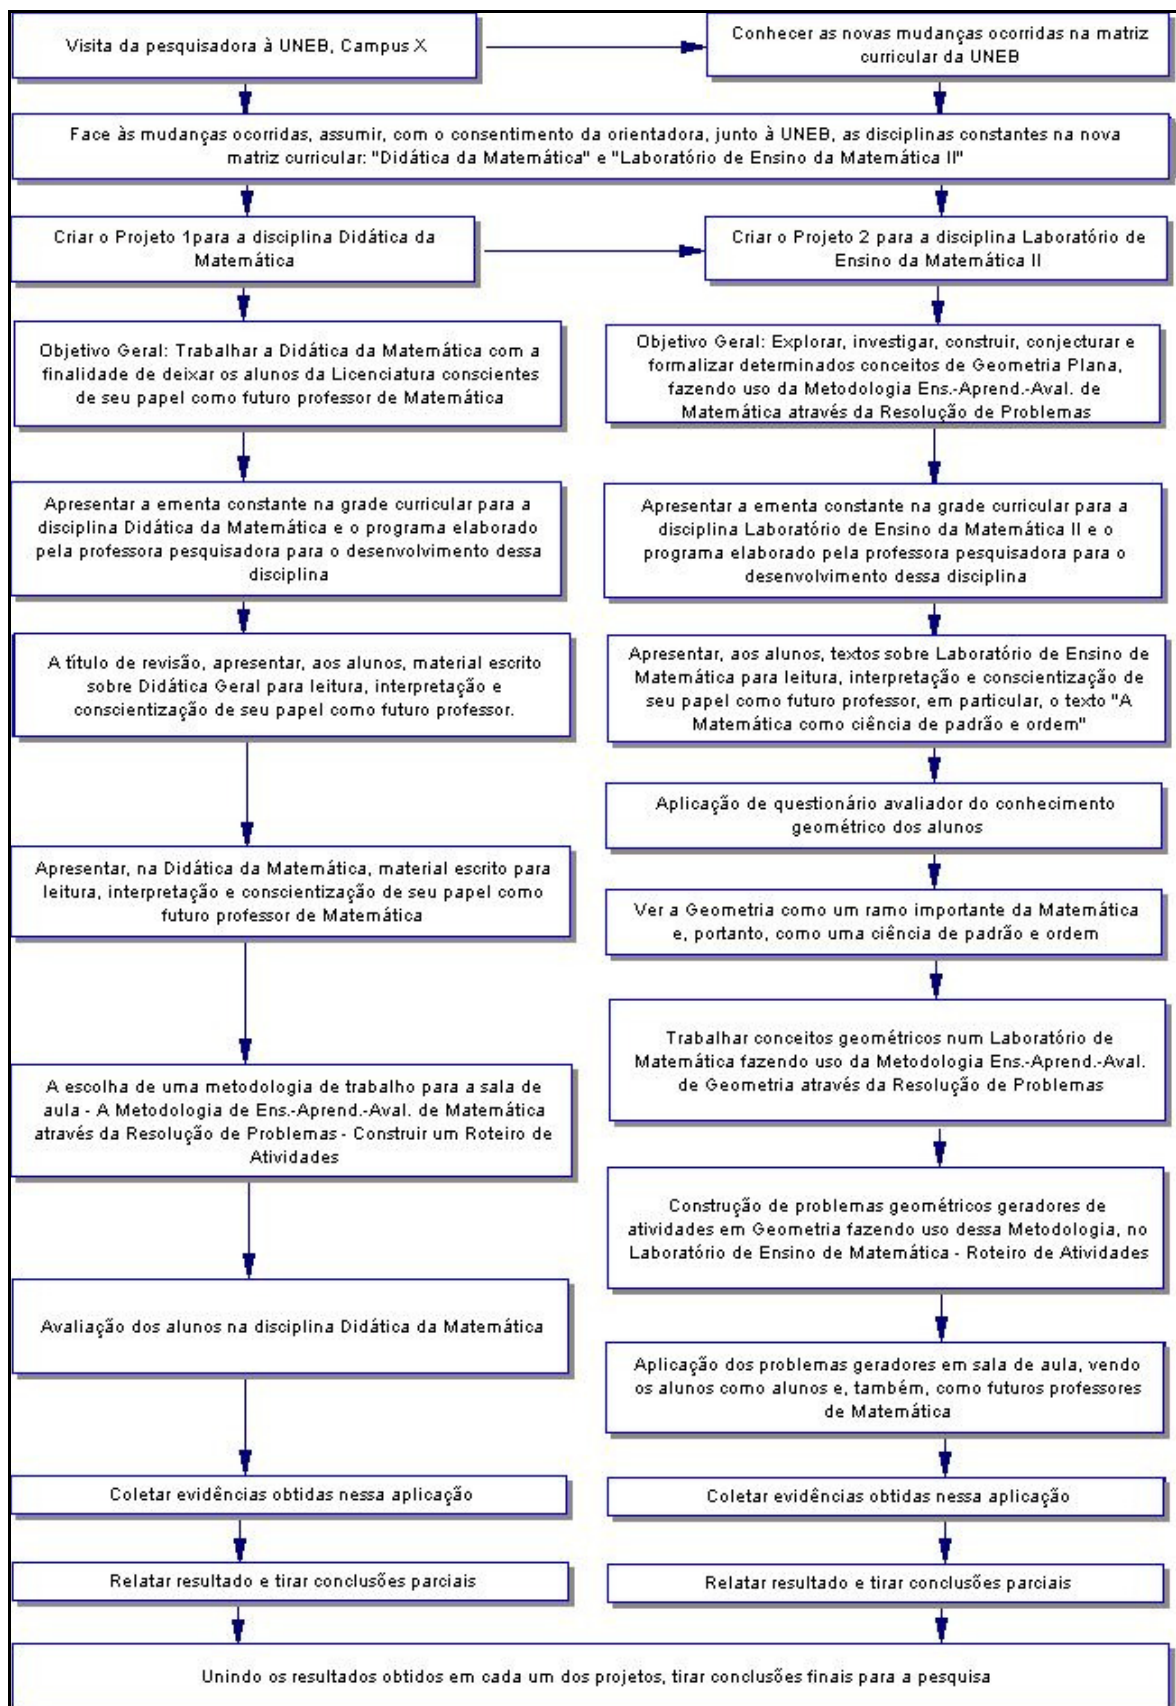 Visita da pesquisadora à UNEB, Campus X
Conhecer as novas mudanças ocorridas na matriz
curricular da UNEB
Face às mudanças ocorridas, assumir, com o consentimento da orientadora, junto à UNEB, as disciplinas constantes na nova
matriz curricular: "Didática da Matemática" e "Laboratório de Ensino da Matemática II"
Criar o Projeto 1para a disciplina Didática da
Matemática
Criar o Projeto 2 para a disciplina Laboratório de
Ensino da Matemática II
Objetivo Geral: Trabalhar a Didática da Matemática com a
finalidade de deixar os alunos da Licenciatura conscientes
de seu papel como futuro professor de Matemática
Objetivo Geral: Explorar, investigar, construir, conjecturar e
formalizar determinados conceitos de Geometria Plana,
fazendo uso da Metodologia Ens.-Aprend.-Aval. de
Matemática através da Resolução de Problemas
Apresentar a ementa constante na grade curricular para a
disciplina Didática da Matemática e o programa elaborado
pela professora pesquisadora para o desenvolvimento dessa
disciplina
Apresentar a ementa constante na grade curricular para a
disciplina Laboratório de Ensino da Matemática II e o
programa elaborado pela professora pesquisadora para o
desenvolvimento dessa disciplina
A título de revisão, apresentar, aos alunos, material escrito
sobre Didática Geral para leitura, interpretação e
conscientização de seu papel como futuro professor.
Apresentar, aos alunos, textos sobre Laboratório de Ensino de
Matemática para leitura, interpretação e conscientização de
seu papel como futuro professor, em particular, o texto "A
Matemática como ciência de padrão e ordem"
Aplicação de questionário avaliador do conhecimento
geométrico dos alunos
Apresentar, na Didática da Matemática, material escrito para
leitura, interpretação e conscientização de seu papel como
futuro professor de Matemática
Ver a Geometria como um ramo importante da Matemática
e, portanto, como uma ciência de padrão e ordem
Trabalhar conceitos geométricos num Laboratório de
Matemática fazendo uso da Metodologia Ens.-Aprend.-Aval.
de Geometria através da Resolução de Problemas
A escolha de uma metodologia de trabalho para a sala de
aula - A Metodologia de Ens.-Aprend.-Aval. de Matemática
através da Resolução de Problemas - Construir um Roteiro de
Atividades
Construção de problemas geométricos geradores de
atividades em Geometria fazendo uso dessa Metodologia, no
Laboratório de Ensino de Matemática - Roteiro de Atividades
Avaliação dos alunos na disciplina Didática da Matemática
Aplicação dos problemas geradores em sala de aula, vendo
os alunos como alunos e, também, como futuros professores
de Matemática
Coletar evidências obtidas nessa aplicação
Coletar evidências obtidas nessa aplicação
Relatar resultado e tirar conclusões parciais
Relatar resultado e tirar conclusões parciais
Unindo os resultados obtidos em cada um dos projetos, tirar conclusões finais para a pesquisa